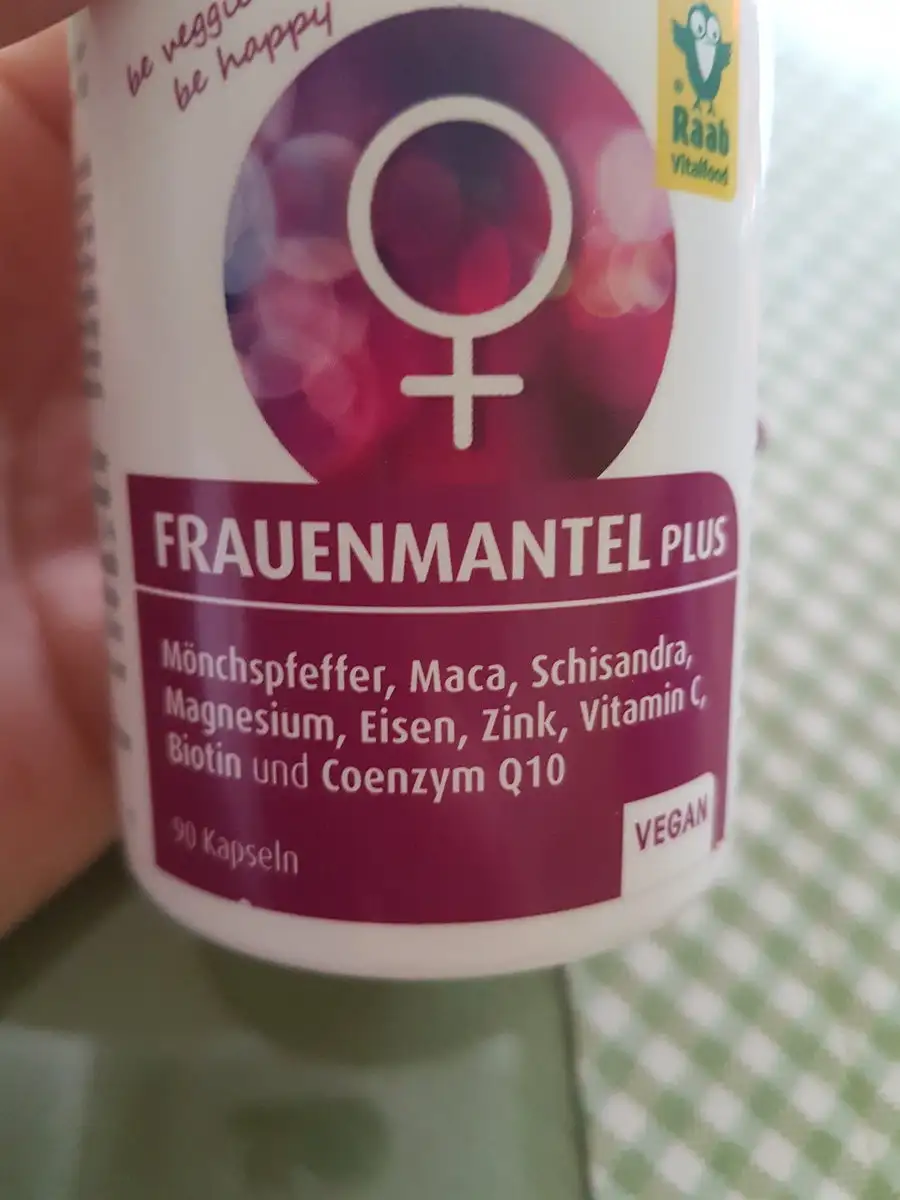 be veggie
be happy
®
Raab
Vitalfood
FRAUENMANTEL PLUS
Mönchspfeffer, Maca, Schisandra,
Magnesium, Eisen, Zink, Vitamin C,
Biotin und Coenzym Q10
90 Kapseln
VEGAN